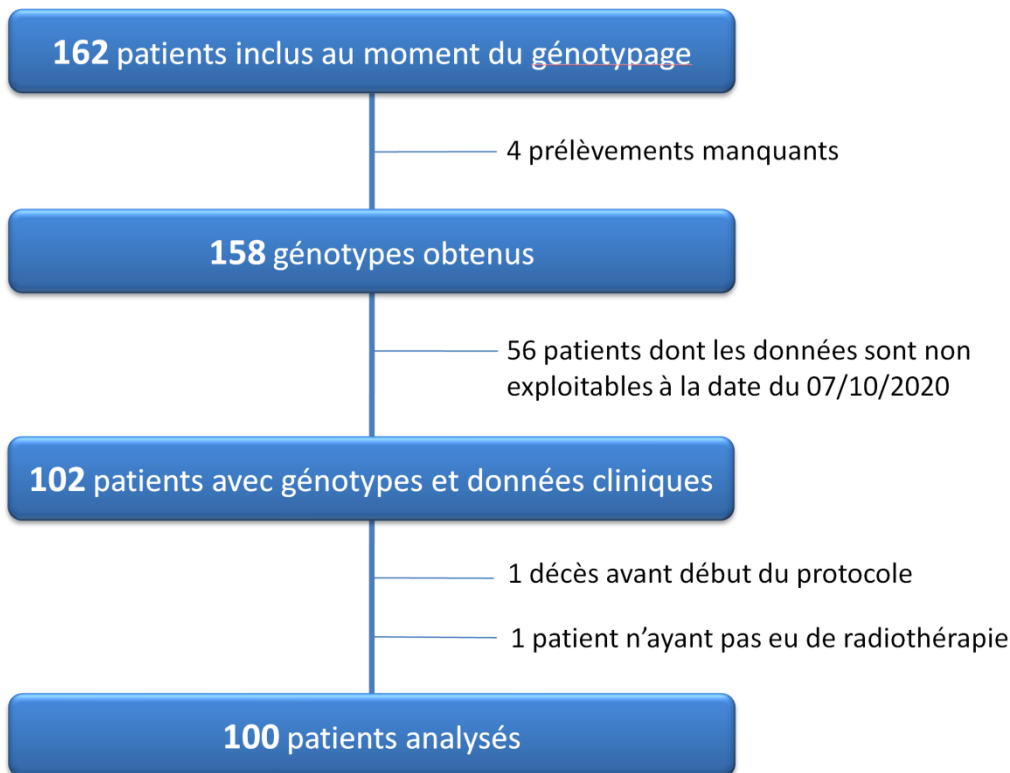 162 patients inclus au moment du génotypage
4 prélèvements manquants
158 génotypes obtenus
56 patients dont les données sont non
exploitables à la date du 07/10/2020
102 patients avec génotypes et données cliniques
1 décès avant début du protocole
1 patient n’ayant pas eu de radiothérapie
100 patients analysés